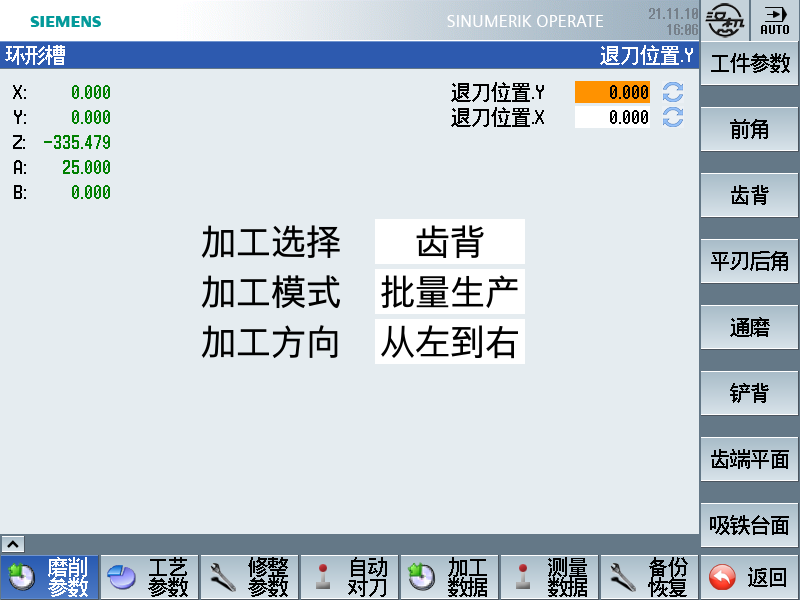 SIEMENS
SINUMERIK OPERATE
21.11.10
16:06
AUTO
环形槽
退刀位置.Y
X: 0.000
Y: 0.000
Z: -335.479
A: 25.000
B: 0.000
退刀位置.Y 0.000
退刀位置.X 0.000
加工选择 齿背
加工模式 批量生产
加工方向 从左到右
工件参数
前角
齿背
平刃后角
通磨
铲背
齿端平面
吸铁台面
磨削
参数
工艺
参数
修整
参数
自动
对刀
加工
数据
测量
数据
备份
恢复
返回